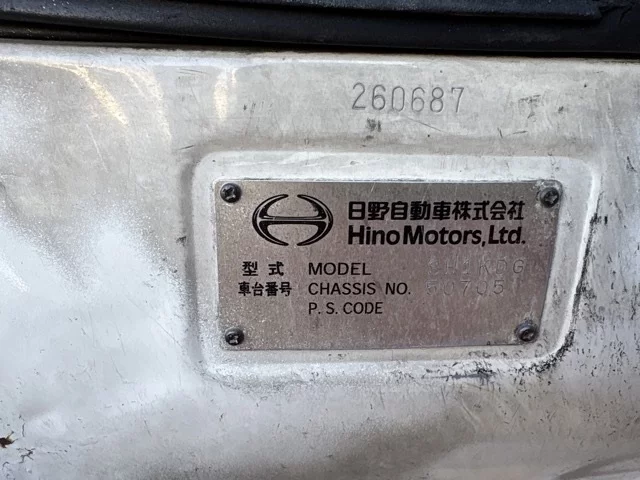 260687
日野自動車株式会社
Hino Motors, Ltd.
型式 MODEL
車台番号 CHASSIS NO.
P. S. CODE